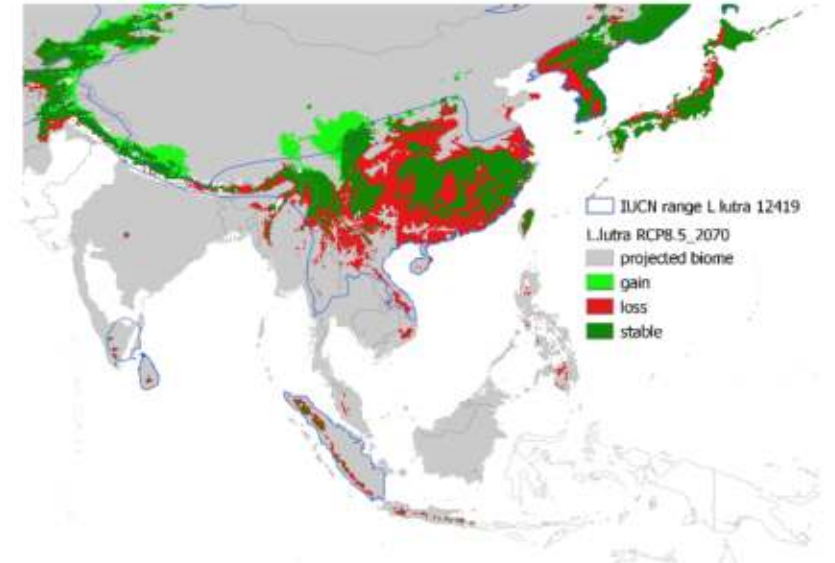 IUCN range L lutra 12419
L.lutra RCP8.5_2070
projected biome
gain
loss
stable